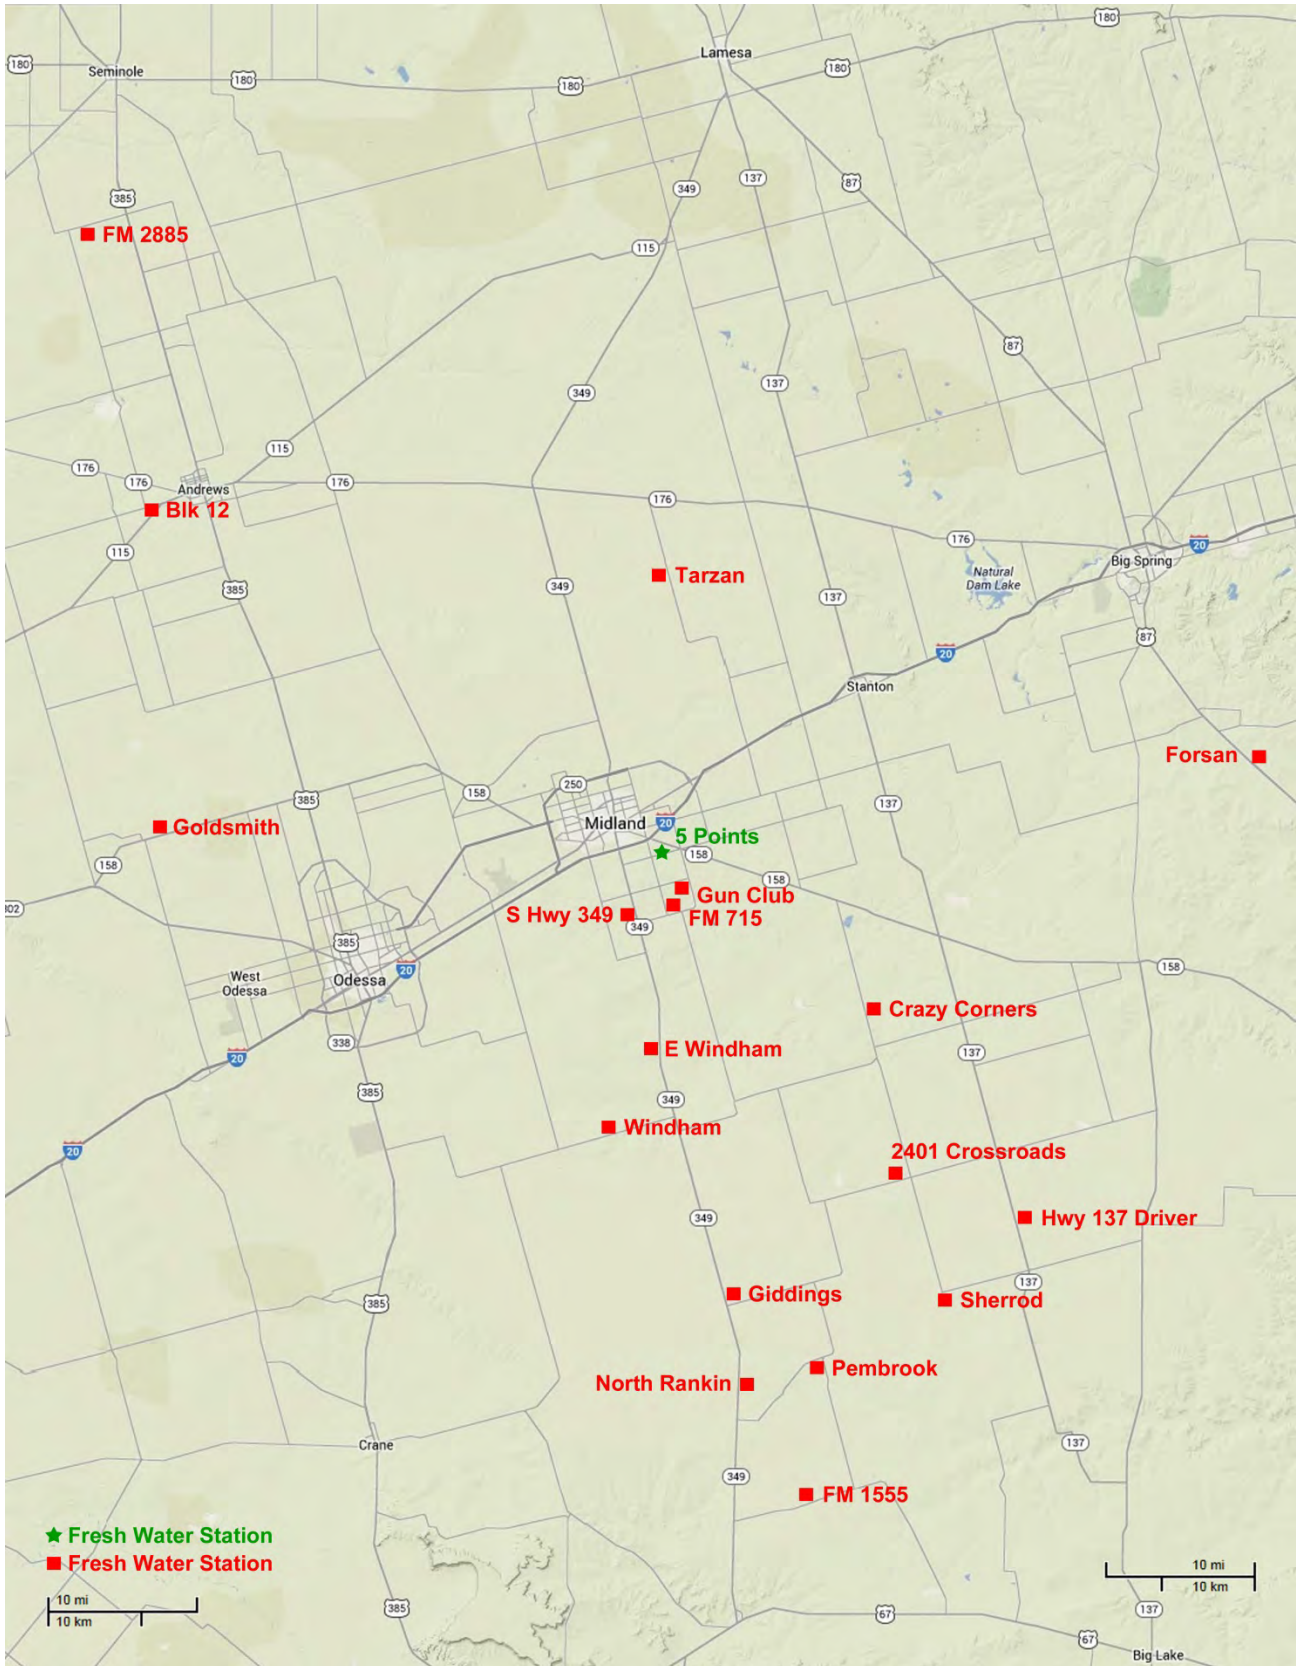 180
Lamesa
180
Seminole
180
180
180
137
87
349
385
FM 2885
115
87
137
349
115
176
176
176
Andrews
176
Blk 12
176
20
115
Big Spring
Natural
Dam Lake
Tarzan
349
385
137
87
20
Stanton
Forsan
250
158
385
137
Midland
20
Goldsmith
5 Points
158
158
158
Gun Club
302
S Hwy 349
FM 715
349
385
158
20
West
Odessa
Odessa
Crazy Corners
338
E Windham
137
20
385
349
Windham
20
2401 Crossroads
349
Hwy 137 Driver
137
Giddings
Sherrod
385
Pembrook
North Rankin
Crane
137
349
FM 1555
Fresh Water Station
Fresh Water Station
10 mi
10 km
10 mi
10 km
385
67
137
67
Big Lake